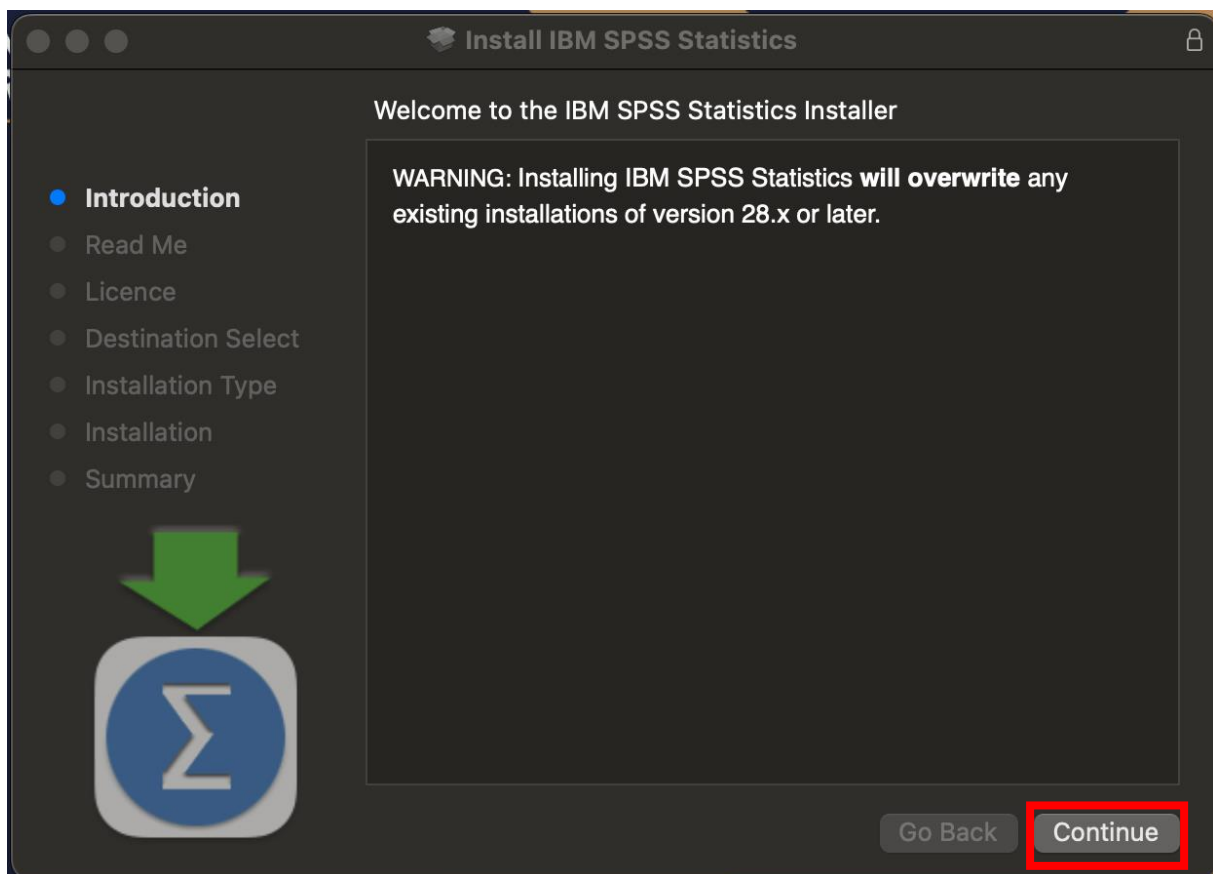 Install IBM SPSS Statistics
Welcome to the IBM SPSS Statistics Installer
Introduction
Read Me
Licence
Destination Select
Installation Type
Installation
Summary
WARNING: Installing IBM SPSS Statistics will overwrite any
existing installations of version 28.x or later.
Σ
Go Back
Continue